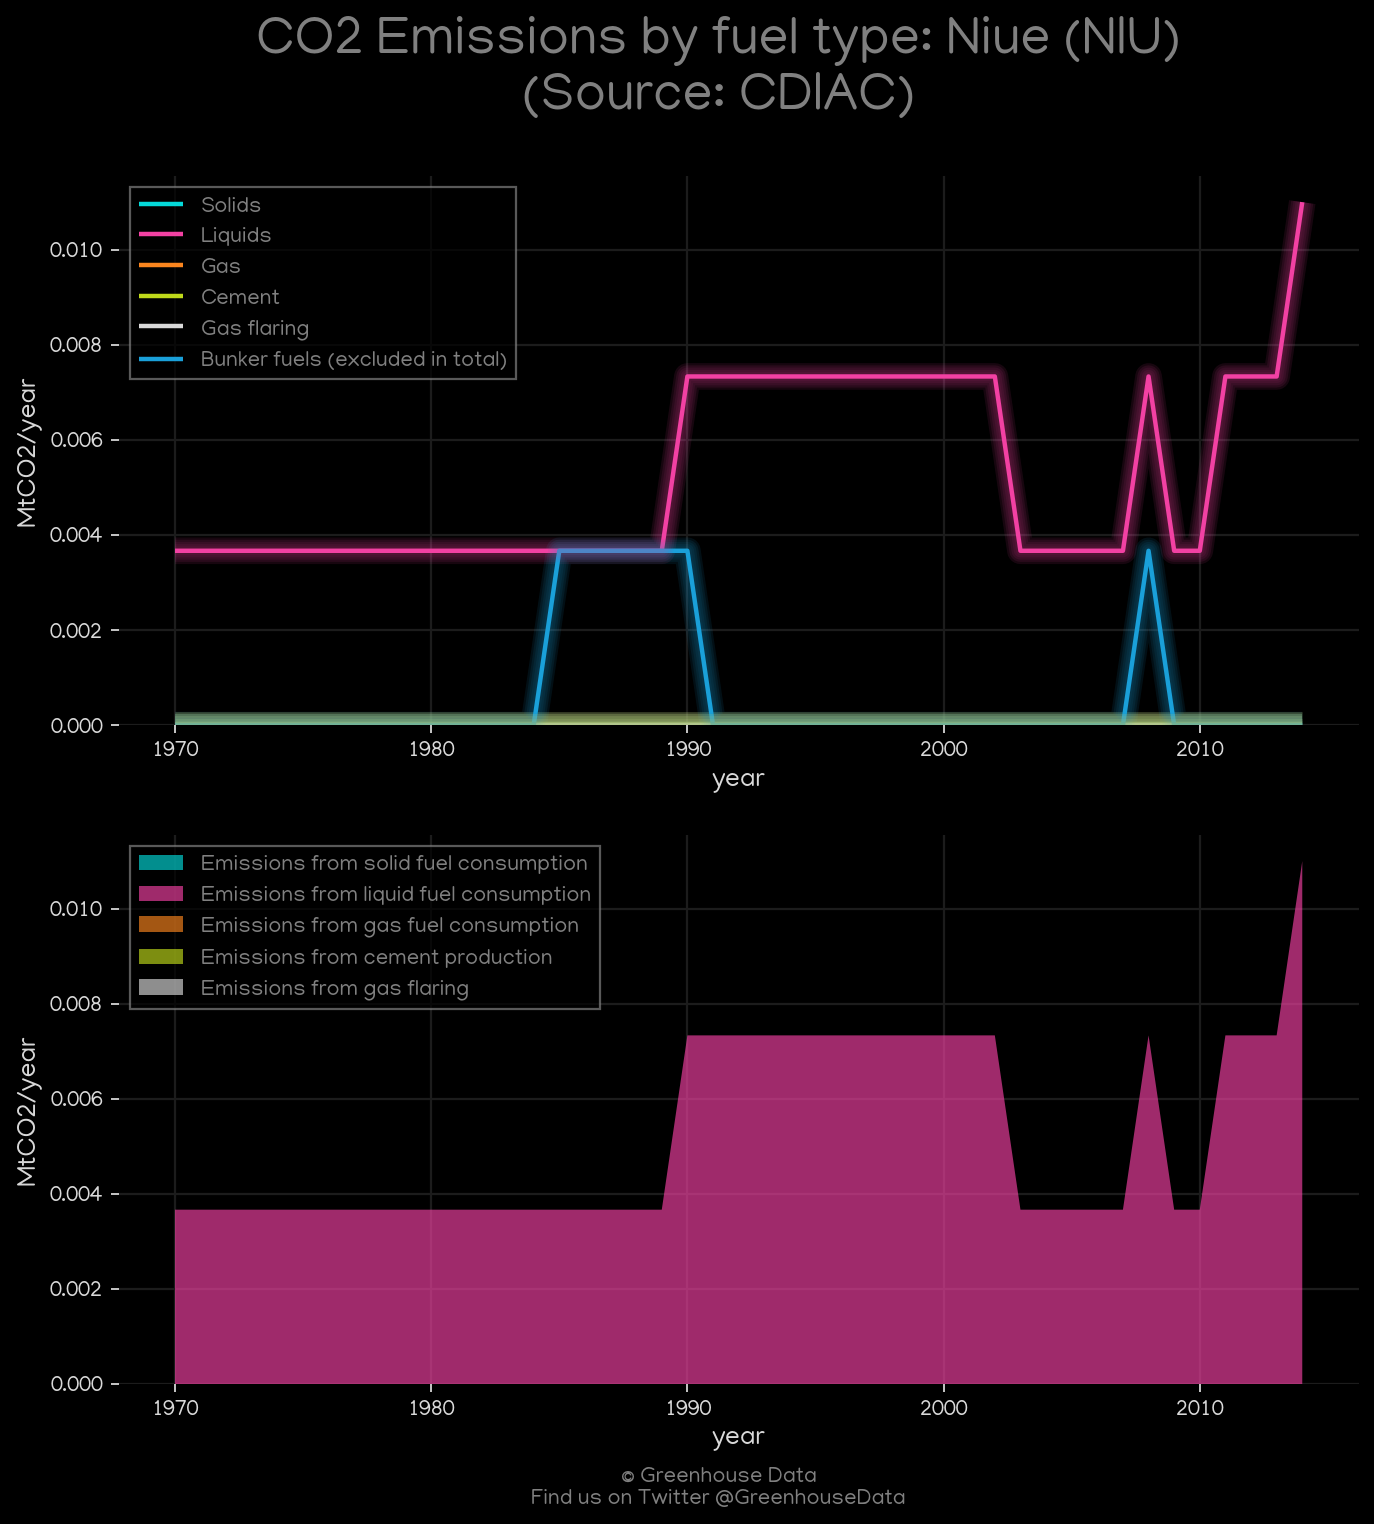 CO2 Emissions by fuel type: Niue (NIU)
(Source: CDIAC)
Solids
Liquids
Gas
Cement
Gas flaring
Bunker fuels (excluded in total)
MtCO2/year
0.010
0.008
0.006
0.004
0.002
0.000
1970 1980 1990 2000 2010
year
Emissions from solid fuel consumption
Emissions from liquid fuel consumption
Emissions from gas fuel consumption
Emissions from cement production
Emissions from gas flaring
MtCO2/year
0.010
0.008
0.006
0.004
0.002
0.000
1970 1980 1990 2000 2010
year
© Greenhouse Data
Find us on Twitter @GreenhouseData